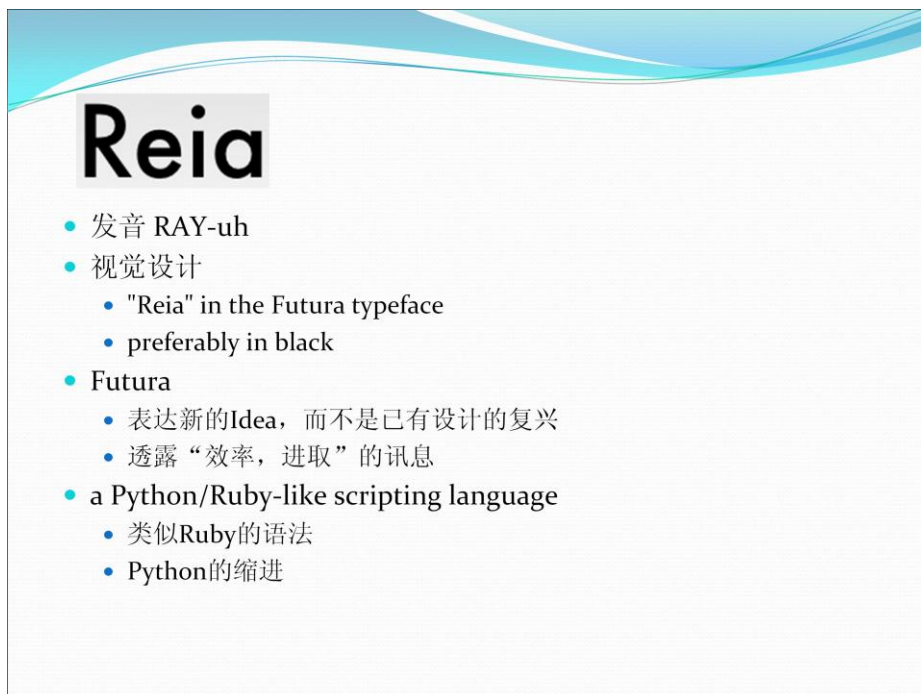 Reia
发音 RAY-uh
视觉设计
"Reia" in the Futura typeface
preferably in black
Futura
表达新的Idea，而不是已有设计的复兴
透露“效率，进取”的讯息
a Python/Ruby-like scripting language
类似Ruby的语法
Python的缩进